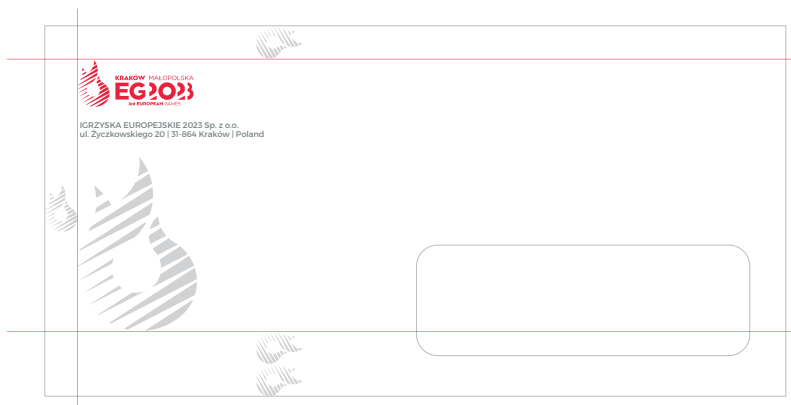 KRAKÓW MAŁOPOLSKA
EG2023
3rd EUROPEAN GAMES
IGRZYSKA EUROPEJSKIE 2023 Sp. z o.o.
ul. Życzkowskiego 20 | 31-864 Kraków | Poland